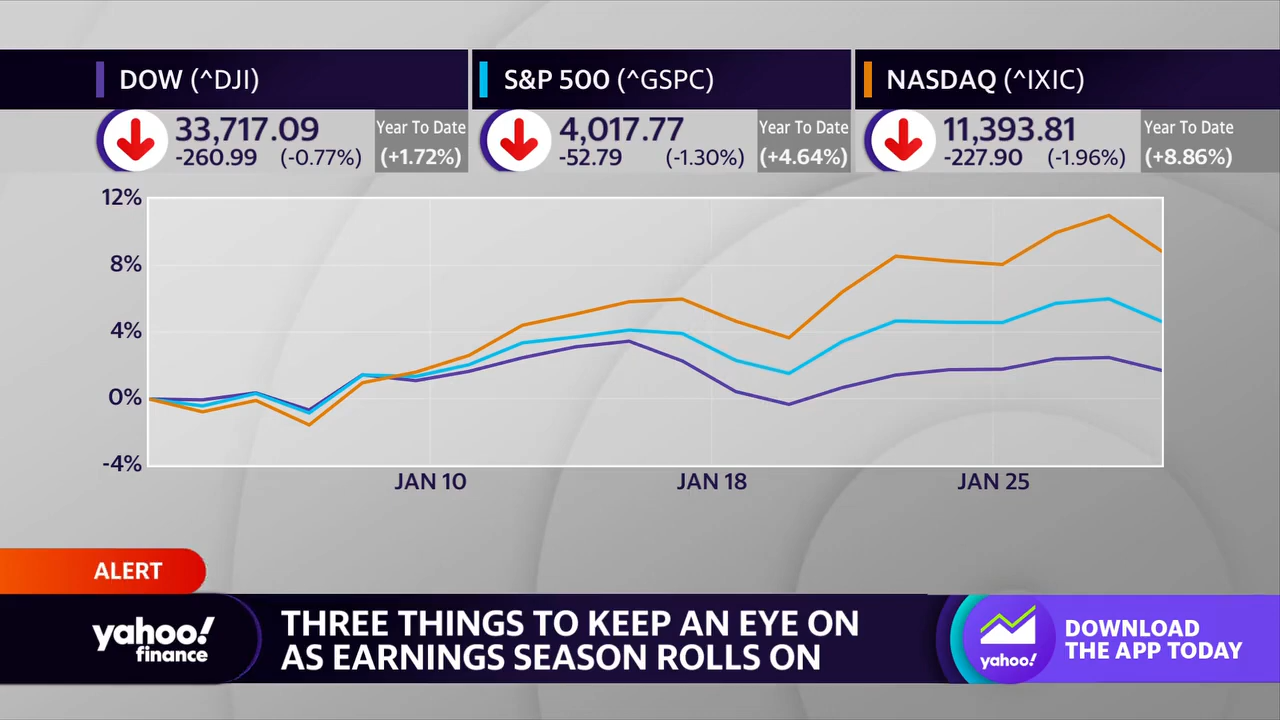 DOW (^DJI)
S&P 500 (^GSPC)
NASDAQ (^IXIC)
33,717.09
-260.99 (-0.77%)
Year To Date
(+1.72%)
4,017.77
-52.79 (-1.30%)
Year To Date
(+4.64%)
11,393.81
-227.90 (-1.96%)
Year To Date
(+8.86%)
12%
8%
4%
0%
-4%
JAN 10
JAN 18
JAN 25
ALERT
yahoo!
finance
THREE THINGS TO KEEP AN EYE ON
AS EARNINGS SEASON ROLLS ON
yahoo!
DOWNLOAD
THE APP TODAY